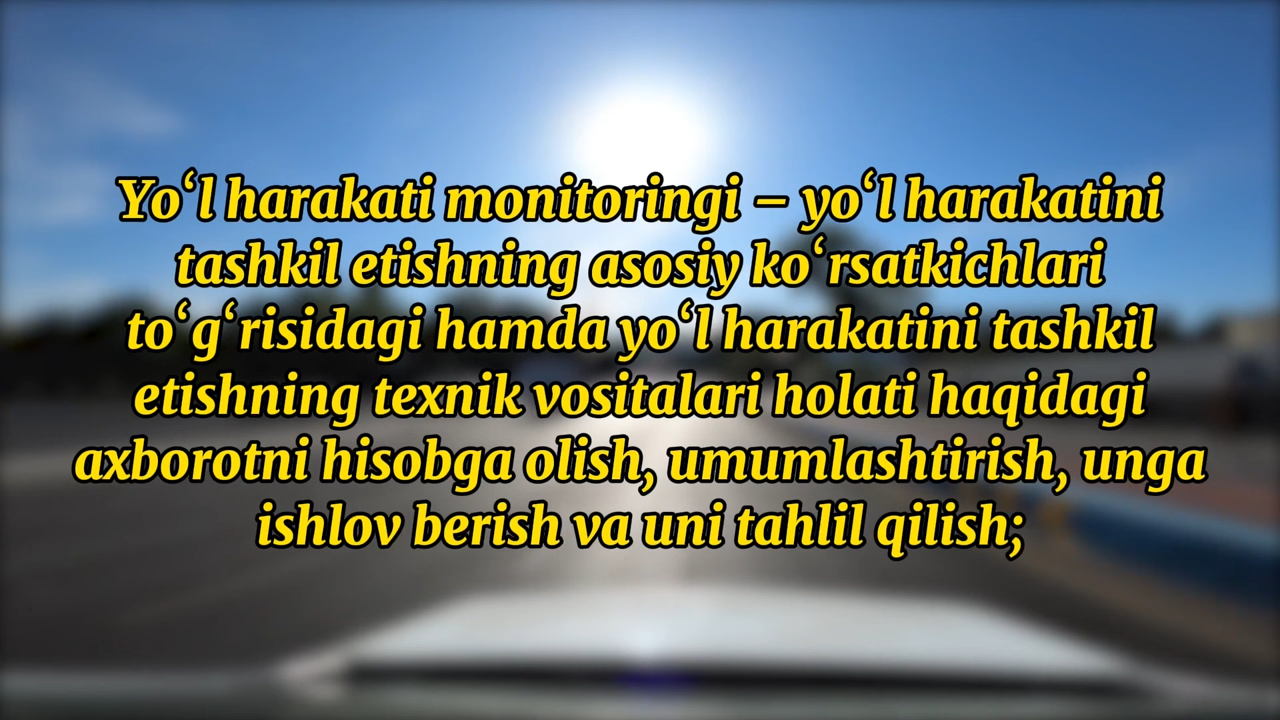 Yoʻl harakati monitoringi – yoʻl harakatini
tashkil etishning asosiy koʻrsatkichlari
toʻgʻrisidagi hamda yoʻl harakatini tashkil
etishning texnik vositalari holati haqidagi
axborotni hisobga olish, umumlashtirish, unga
ishlov berish va uni tahlil qilish;